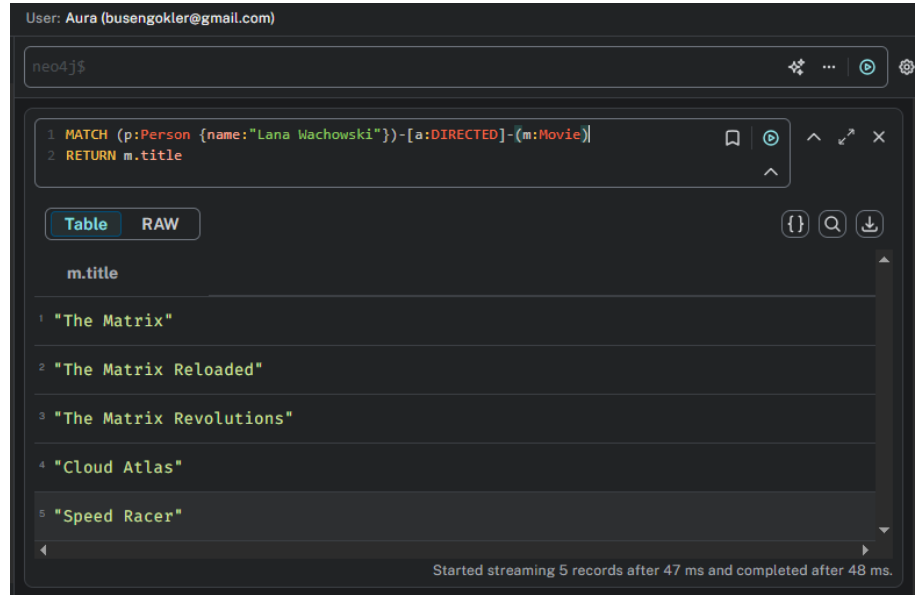 User: Aura (busengokler@gmail.com)
neo4j$
1 MATCH (p:Person {name:"Lana Wachowski"})-[a:DIRECTED]-(m:Movie)
2 RETURN m.title
Table RAW
m.title
1 "The Matrix"
2 "The Matrix Reloaded"
3 "The Matrix Revolutions"
4 "Cloud Atlas"
5 "Speed Racer"
Started streaming 5 records after 47 ms and completed after 48 ms.